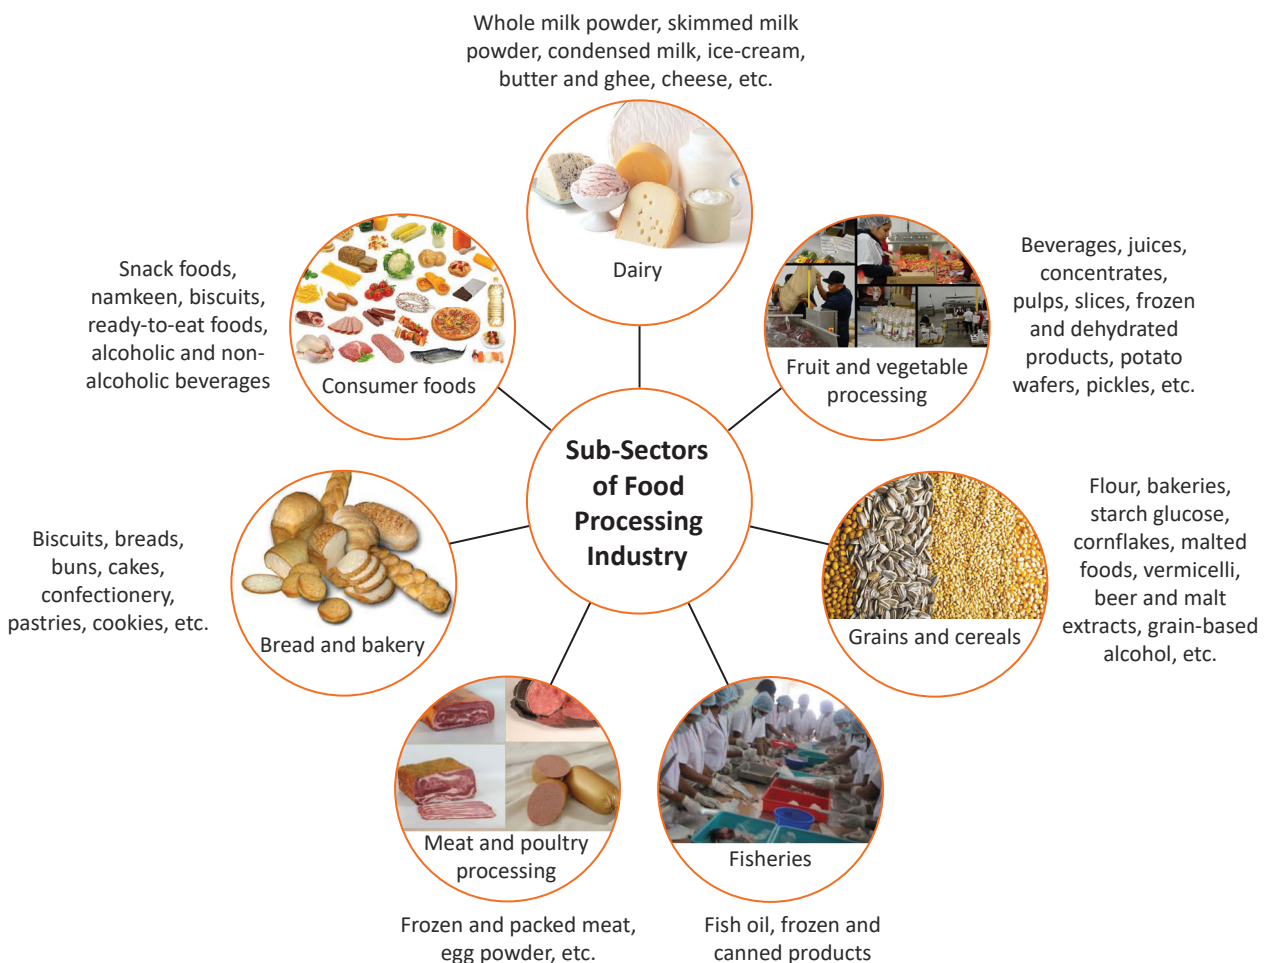 Whole milk powder, skimmed milk
powder, condensed milk, ice-cream,
butter and ghee, cheese, etc.
Dairy
Beverages, juices,
concentrates,
pulps, slices, frozen
and dehydrated
products, potato
wafers, pickles, etc.
Fruit and vegetable
processing
Snack foods,
namkeen, biscuits,
ready-to-eat foods,
alcoholic and non-
alcoholic beverages
Consumer foods
Sub-Sectors
of Food
Processing
Industry
Flour, bakeries,
starch glucose,
cornflakes, malted
foods, vermicelli,
beer and malt
extracts, grain-based
alcohol, etc.
Grains and cereals
Biscuits, breads,
buns, cakes,
confectionery,
pastries, cookies, etc.
Bread and bakery
Meat and poultry
processing
Frozen and packed meat,
egg powder, etc.
Fisheries
Fish oil, frozen and
canned products